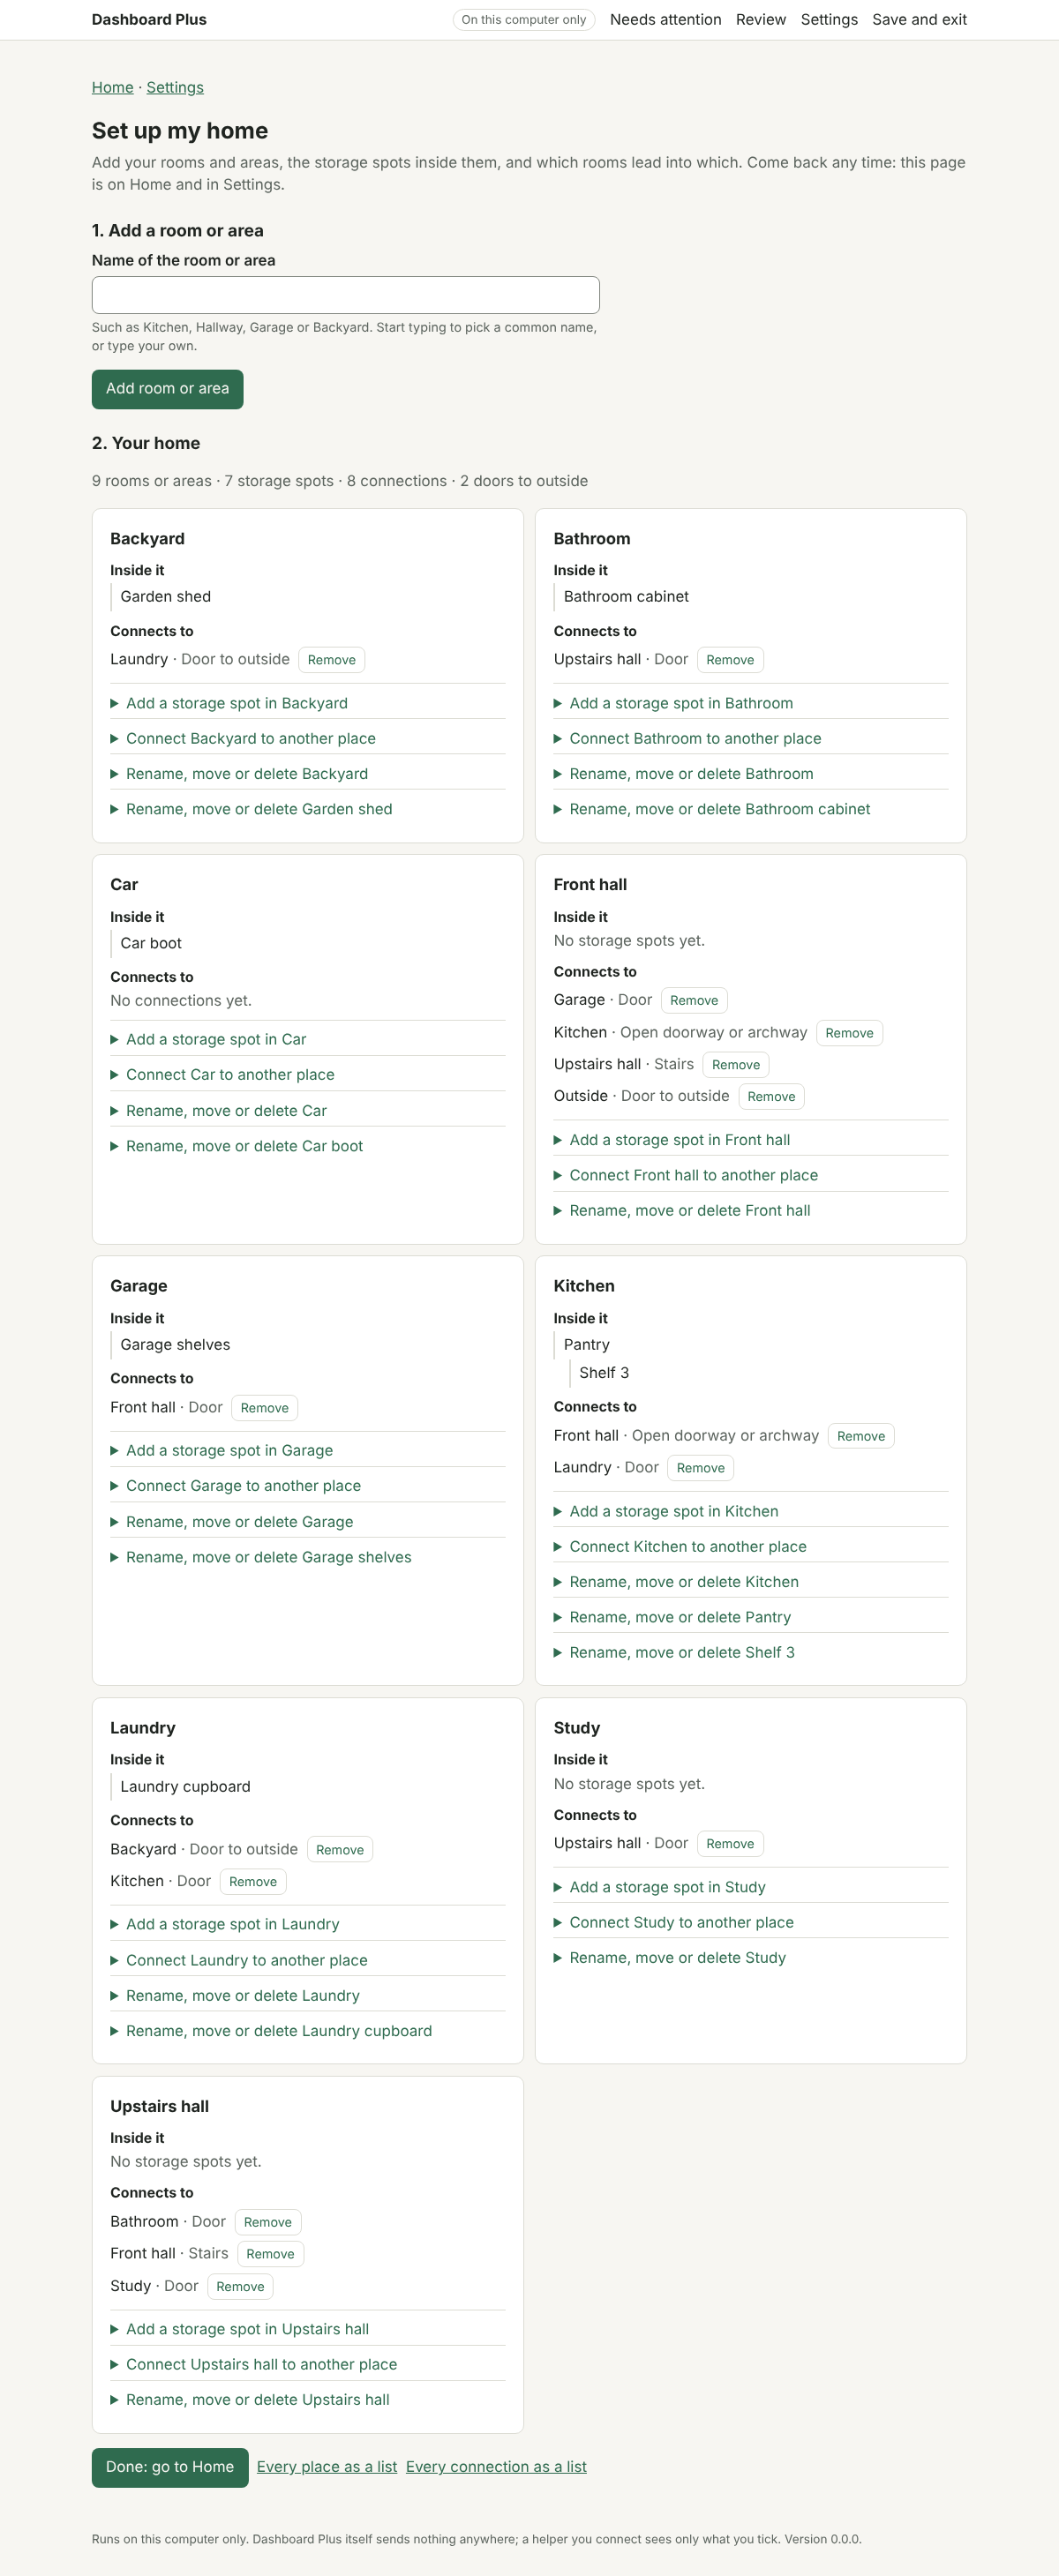 Dashboard Plus
On this computer only
Needs attention
Review
Settings
Save and exit
Home · Settings
Set up my home
Add your rooms and areas, the storage spots inside them, and which rooms lead into which. Come back any time: this page
is on Home and in Settings.
1. Add a room or area
Name of the room or area
Such as Kitchen, Hallway, Garage or Backyard. Start typing to pick a common name,
or type your own.
Add room or area
2. Your home
9 rooms or areas · 7 storage spots · 8 connections · 2 doors to outside
Backyard
Inside it
Garden shed
Connects to
Laundry · Door to outside Remove
Add a storage spot in Backyard
Connect Backyard to another place
Rename, move or delete Backyard
Rename, move or delete Garden shed
Bathroom
Inside it
Bathroom cabinet
Connects to
Upstairs hall · Door Remove
Add a storage spot in Bathroom
Connect Bathroom to another place
Rename, move or delete Bathroom
Rename, move or delete Bathroom cabinet
Car
Inside it
Car boot
Connects to
No connections yet.
Add a storage spot in Car
Connect Car to another place
Rename, move or delete Car
Rename, move or delete Car boot
Front hall
Inside it
No storage spots yet.
Connects to
Garage · Door Remove
Kitchen · Open doorway or archway Remove
Upstairs hall · Stairs Remove
Outside · Door to outside Remove
Add a storage spot in Front hall
Connect Front hall to another place
Rename, move or delete Front hall
Garage
Inside it
Garage shelves
Connects to
Front hall · Door Remove
Add a storage spot in Garage
Connect Garage to another place
Rename, move or delete Garage
Rename, move or delete Garage shelves
Kitchen
Inside it
Pantry
Shelf 3
Connects to
Front hall · Open doorway or archway Remove
Laundry · Door Remove
Add a storage spot in Kitchen
Connect Kitchen to another place
Rename, move or delete Kitchen
Rename, move or delete Pantry
Rename, move or delete Shelf 3
Laundry
Inside it
Laundry cupboard
Connects to
Backyard · Door to outside Remove
Kitchen · Door Remove
Add a storage spot in Laundry
Connect Laundry to another place
Rename, move or delete Laundry
Rename, move or delete Laundry cupboard
Study
Inside it
No storage spots yet.
Connects to
Upstairs hall · Door Remove
Add a storage spot in Study
Connect Study to another place
Rename, move or delete Study
Upstairs hall
Inside it
No storage spots yet.
Connects to
Bathroom · Door Remove
Front hall · Stairs Remove
Study · Door Remove
Add a storage spot in Upstairs hall
Connect Upstairs hall to another place
Rename, move or delete Upstairs hall
Done: go to Home
Every place as a list
Every connection as a list
Runs on this computer only. Dashboard Plus itself sends nothing anywhere; a helper you connect sees only what you tick. Version 0.0.0.